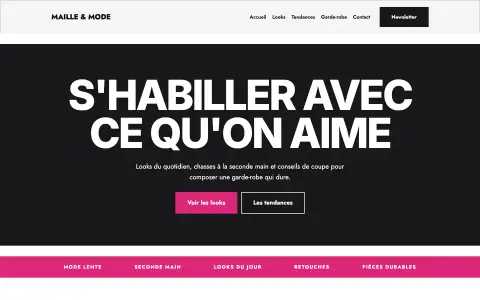 MAILLE & MODE
Accueil Looks Tendances Garde-robe Contact Newsletter
S'HABILLER AVEC
CE QU'ON AIME
Looks du quotidien, chasses à la seconde main et conseils de coupe pour
composer une garde-robe qui dure.
Voir les looks Les tendances
MODE LENTE SECONDE MAIN LOOKS DU JOUR RETOUCHES PIÈCES DURABLES